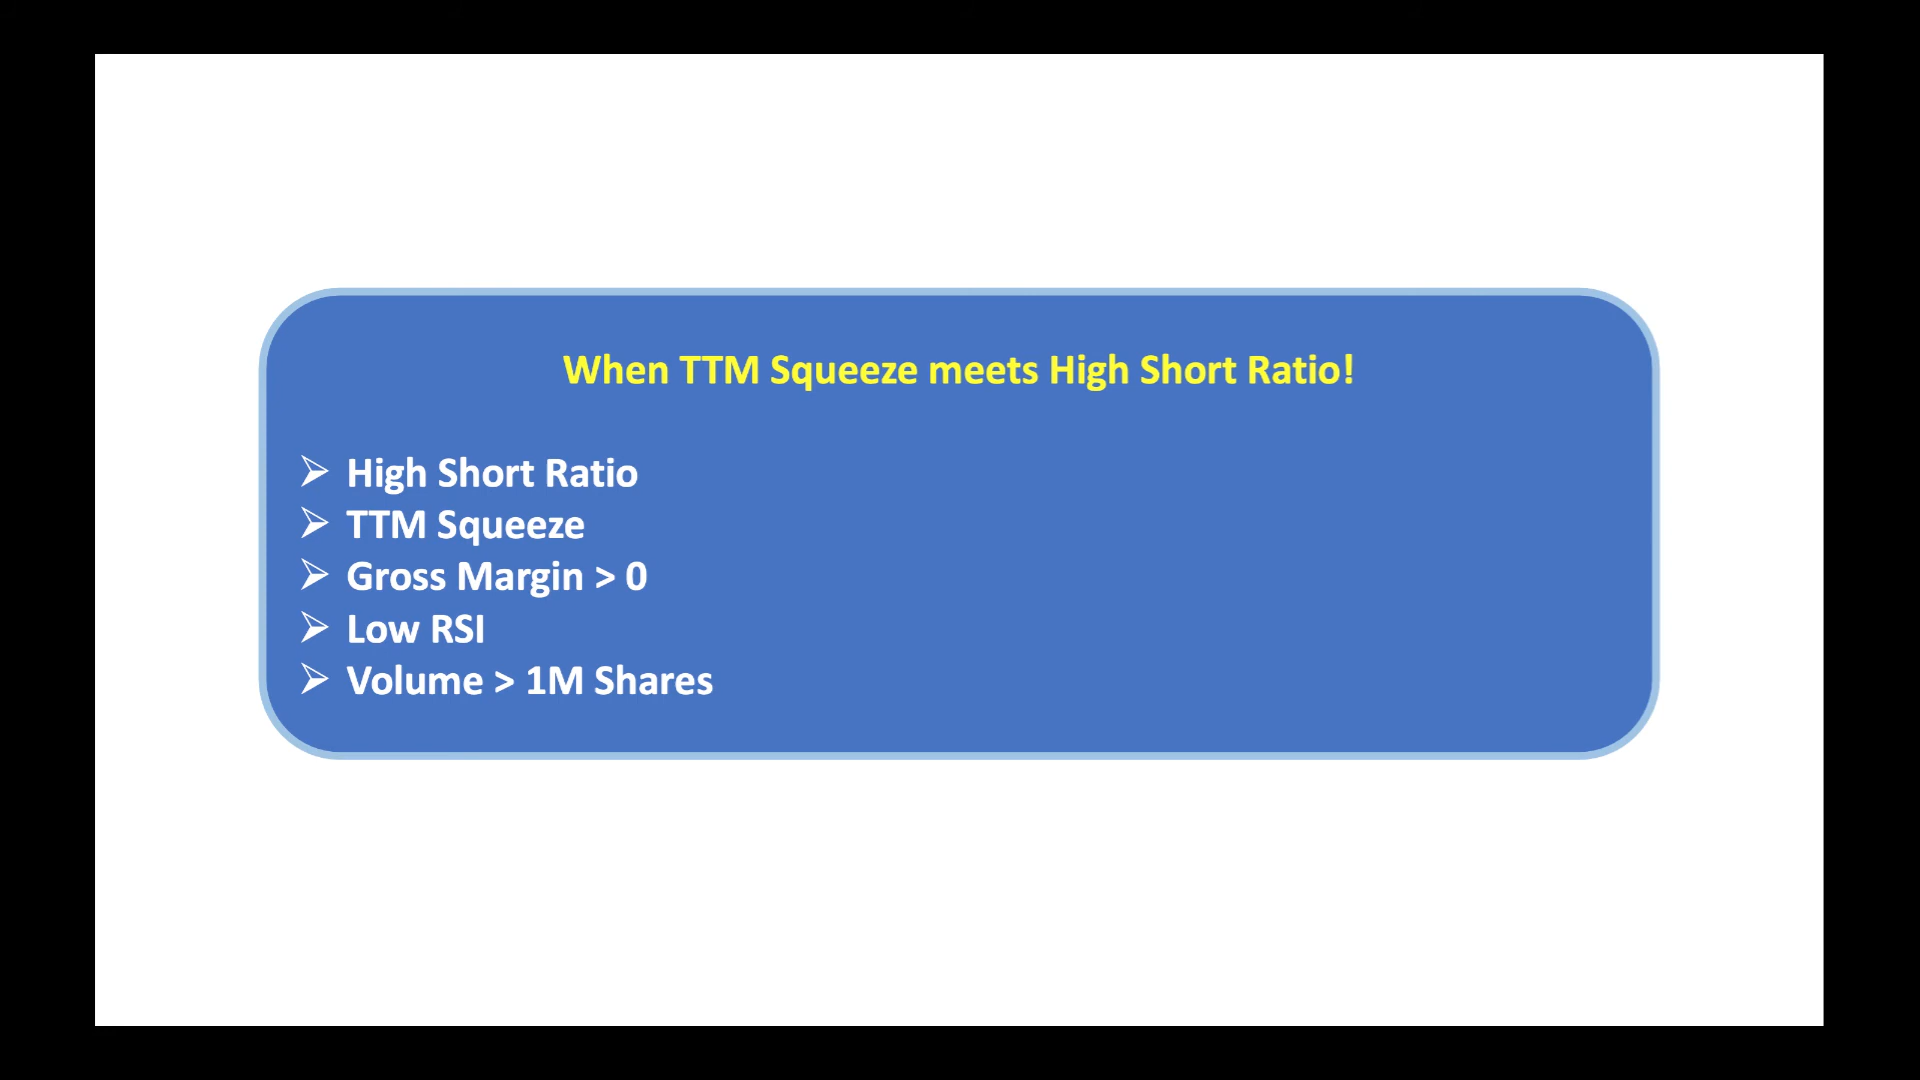 When TTM Squeeze meets High Short Ratio!
High Short Ratio
TTM Squeeze
Gross Margin > 0
Low RSI
Volume > 1M Shares